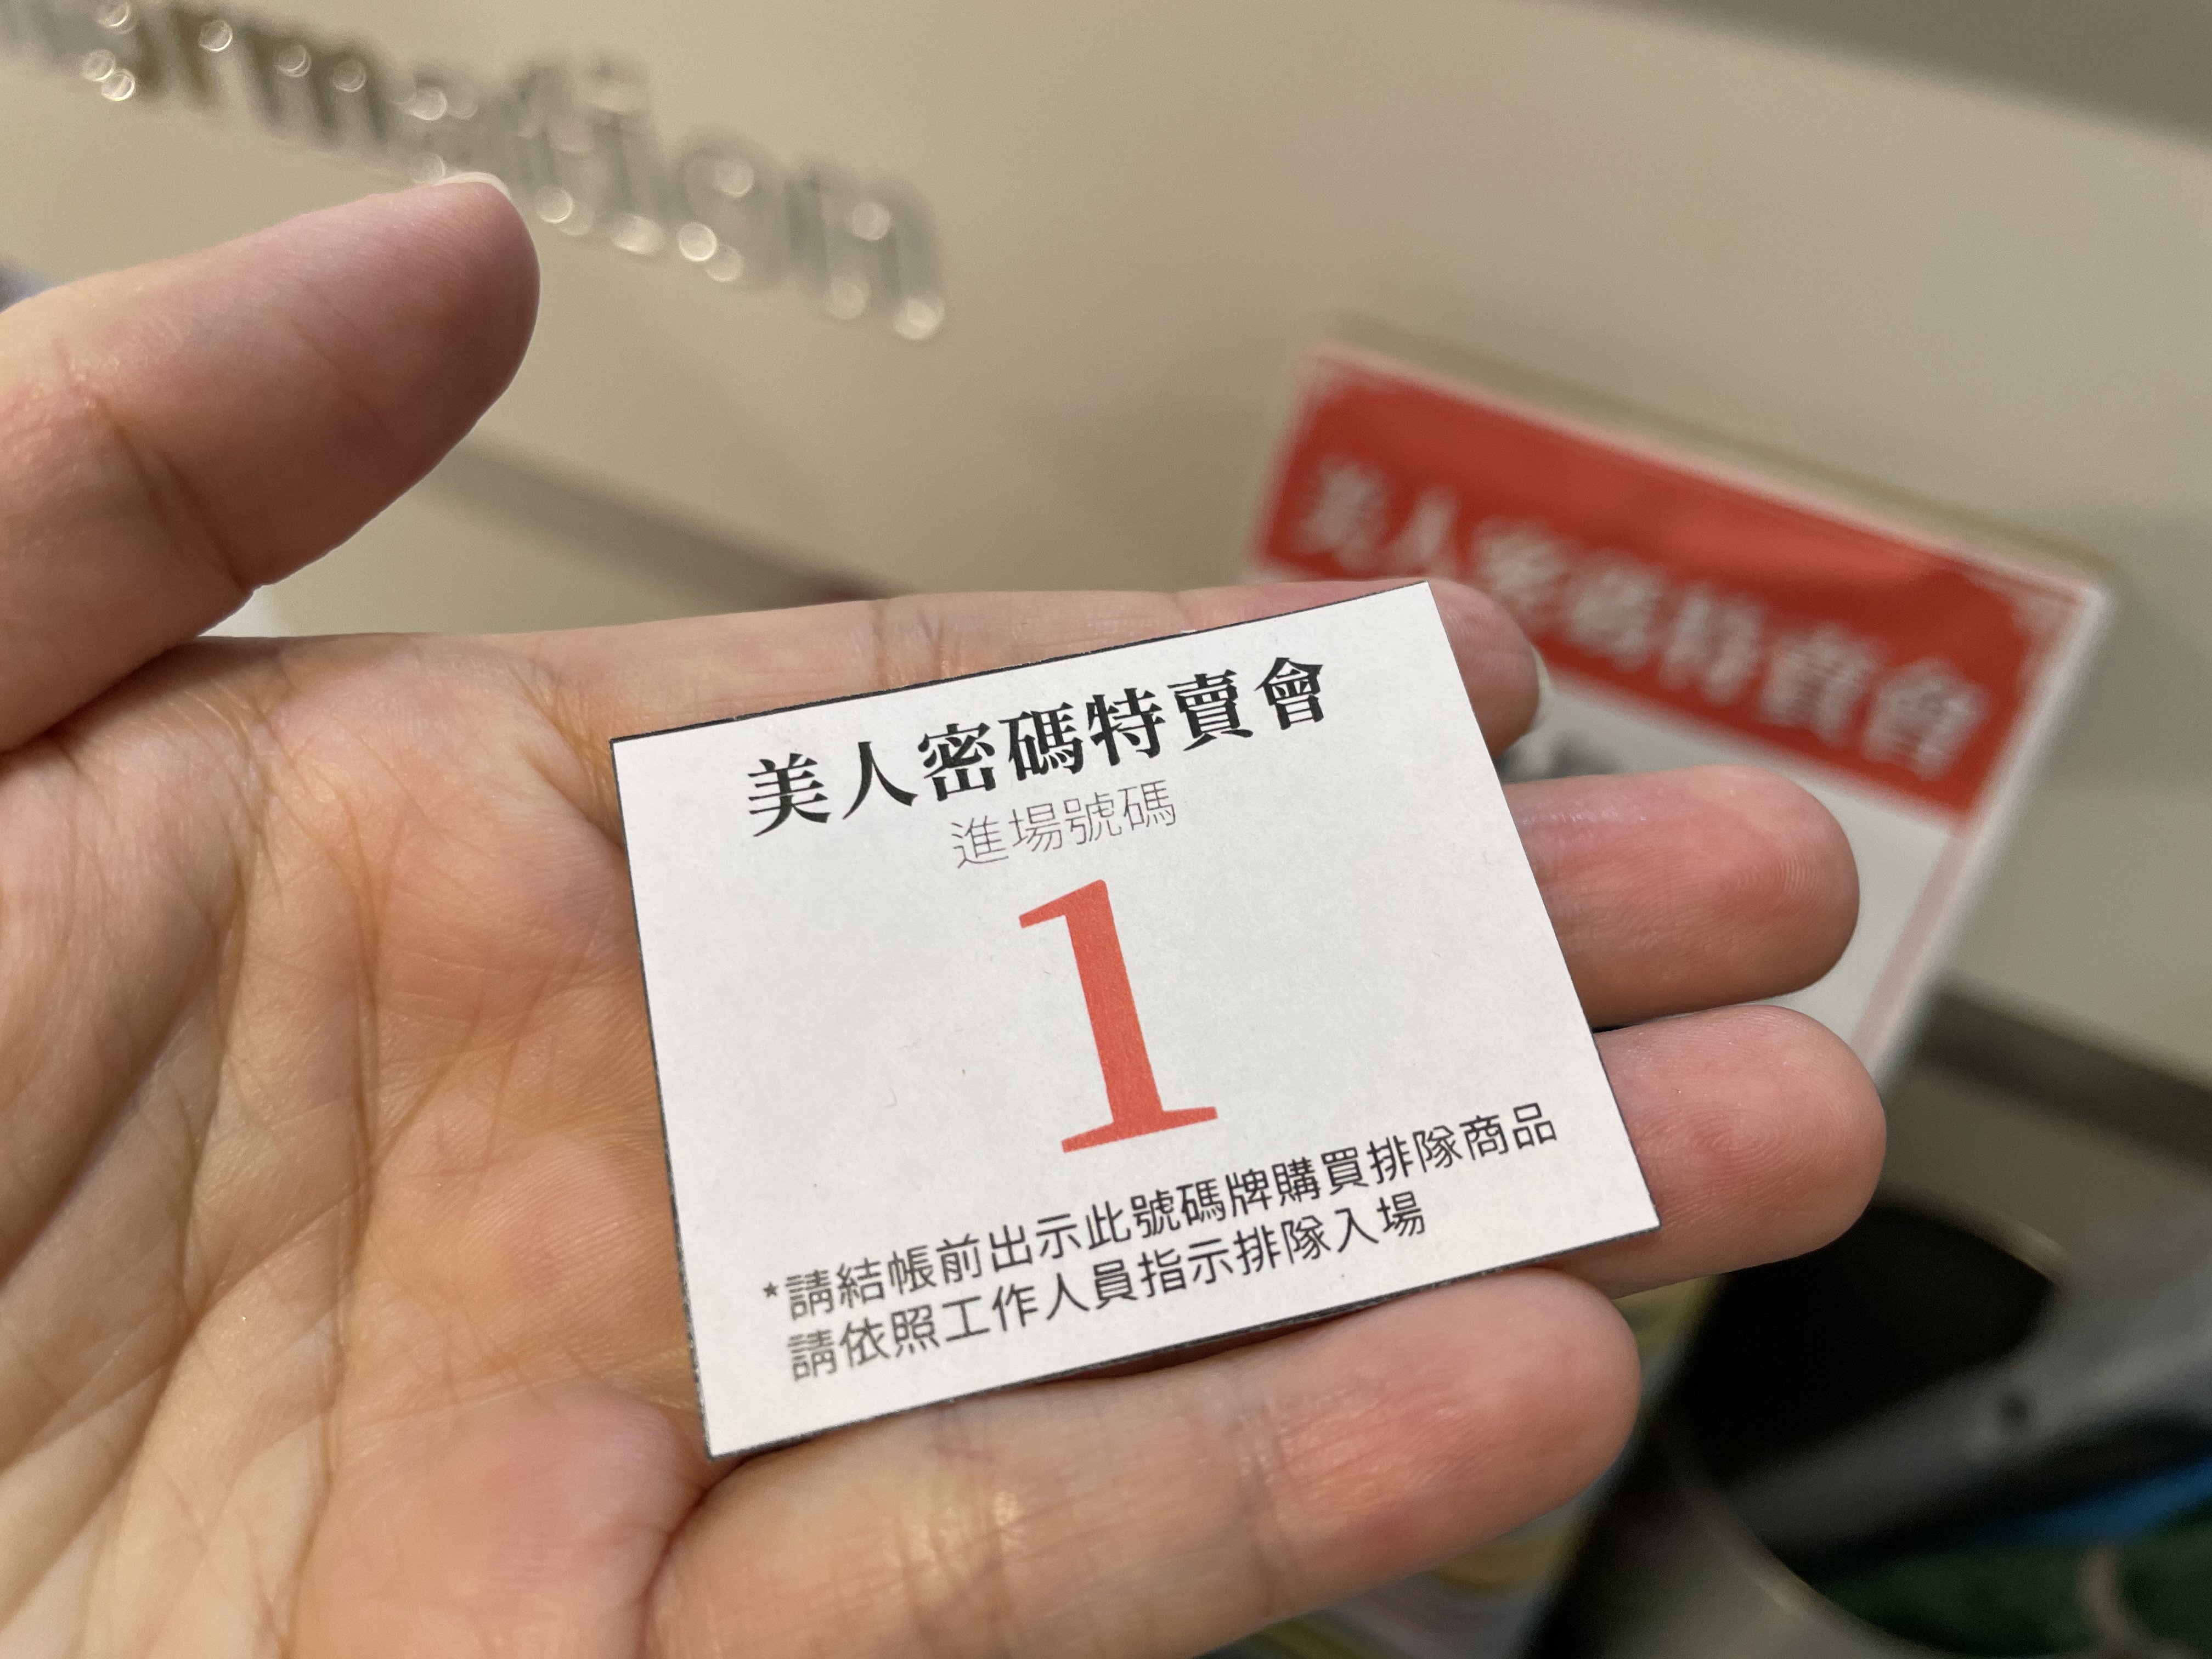 ormation
美人密碼特賣會
美人密碼特賣會
進場號碼
1
*請結帳前出示此號碼牌購買排隊商品
請依照工作人員指示排隊入場